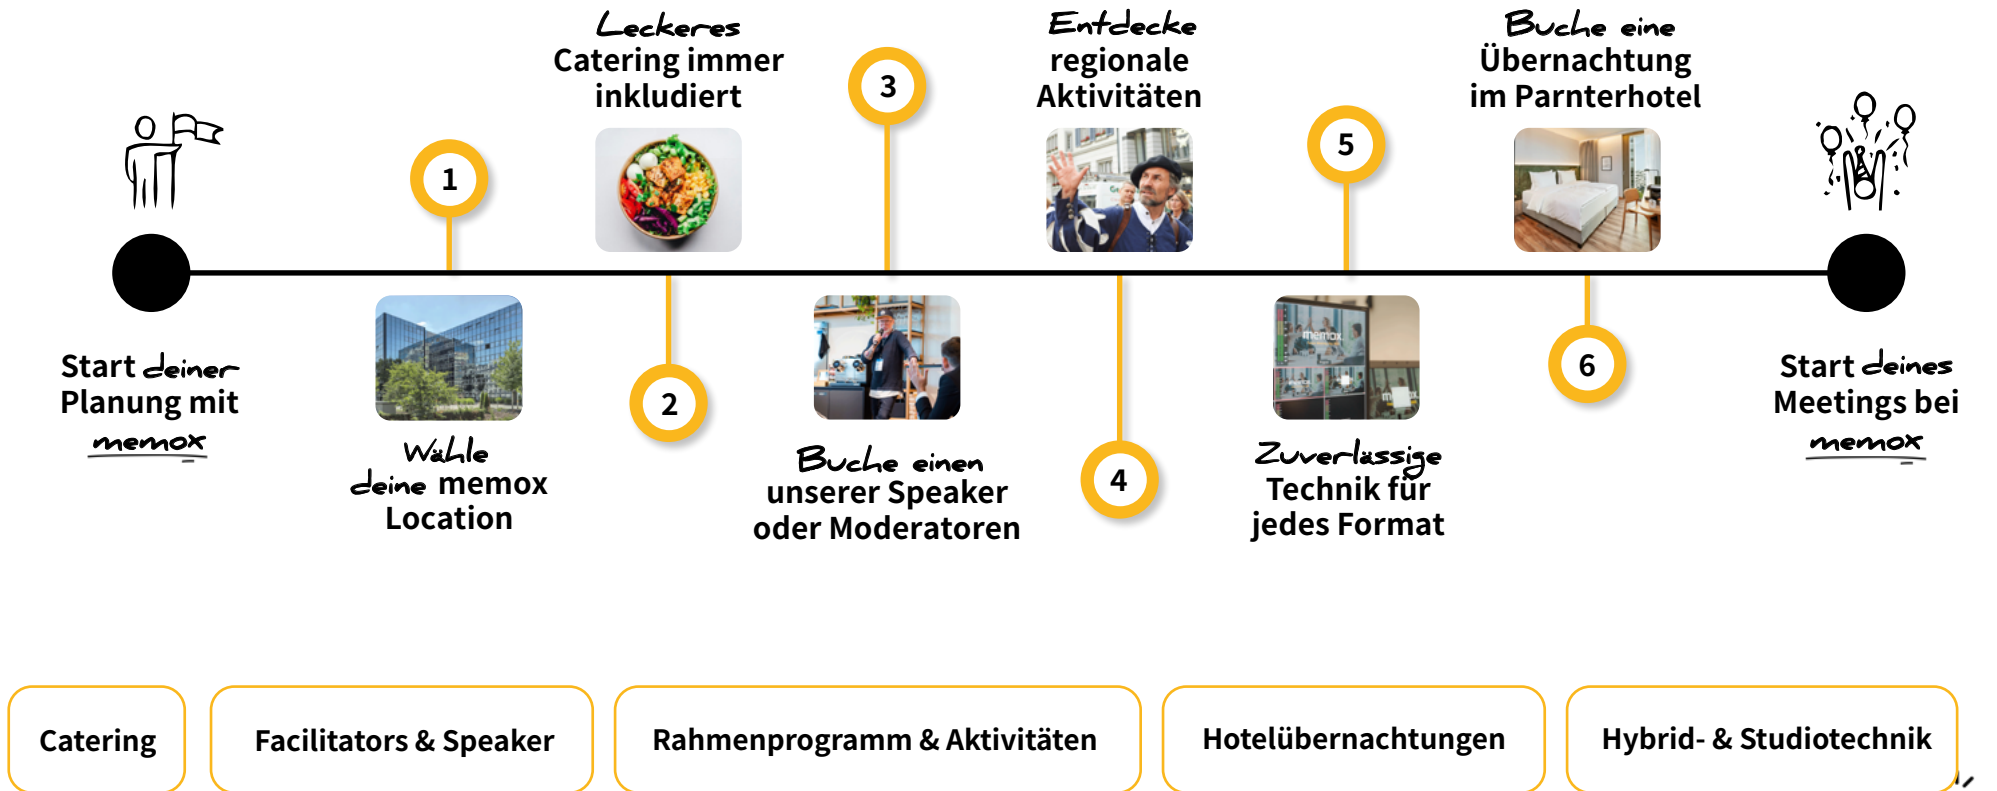 Start deiner
Planung mit
memox
1
Wähle
deine memox
Location
Leckeres
Catering immer
inkludiert
2
3
Buche einen
unserer Speaker
oder Moderatoren
Entdecke
regionale
Aktivitäten
4
5
memox
Zuverlässige
Technik für
jedes Format
Buche eine
Übernachtung
im Parnterhotel
6
Start deines
Meetings bei
memox
Catering
Facilitators & Speaker
Rahmenprogramm & Aktivitäten
Hotelübernachtungen
Hybrid- & Studiotechnik